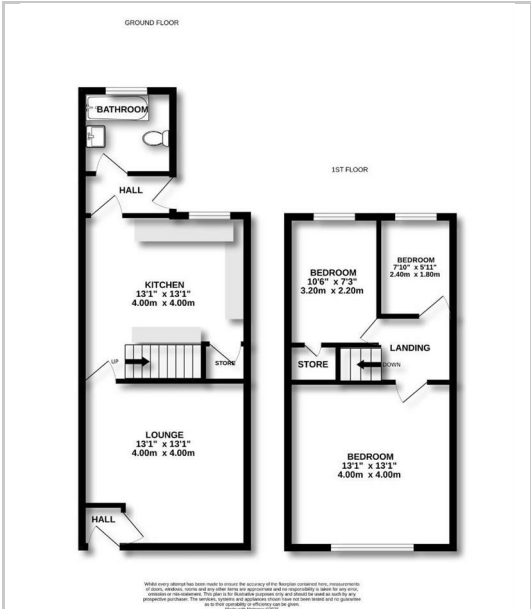 GROUND FLOOR
BATHROOM
HALL
KITCHEN
13'1" x 13'1"
4.00m x 4.00m
UP
STORE
LOUNGE
13'1" x 13'1"
4.00m x 4.00m
HALL
1ST FLOOR
BEDROOM
10'6" x 7'3"
3.20m x 2.20m
BEDROOM
7'10" x 5'11"
2.40m x 1.80m
LANDING
STORE
DOWN
BEDROOM
13'1" x 13'1"
4.00m x 4.00m
Whilst every attempt has been made to ensure the accuracy of the floorplan contained here, measurements
of doors, windows, rooms and any other items are approximate and no responsibility is taken for any error,
omission or mis-statement. This plan is for illustrative purposes only and should be used as such by any
prospective purchaser. The services, systems and appliances shown have not been tested and no guarantee
as to their operability or efficiency can be given.